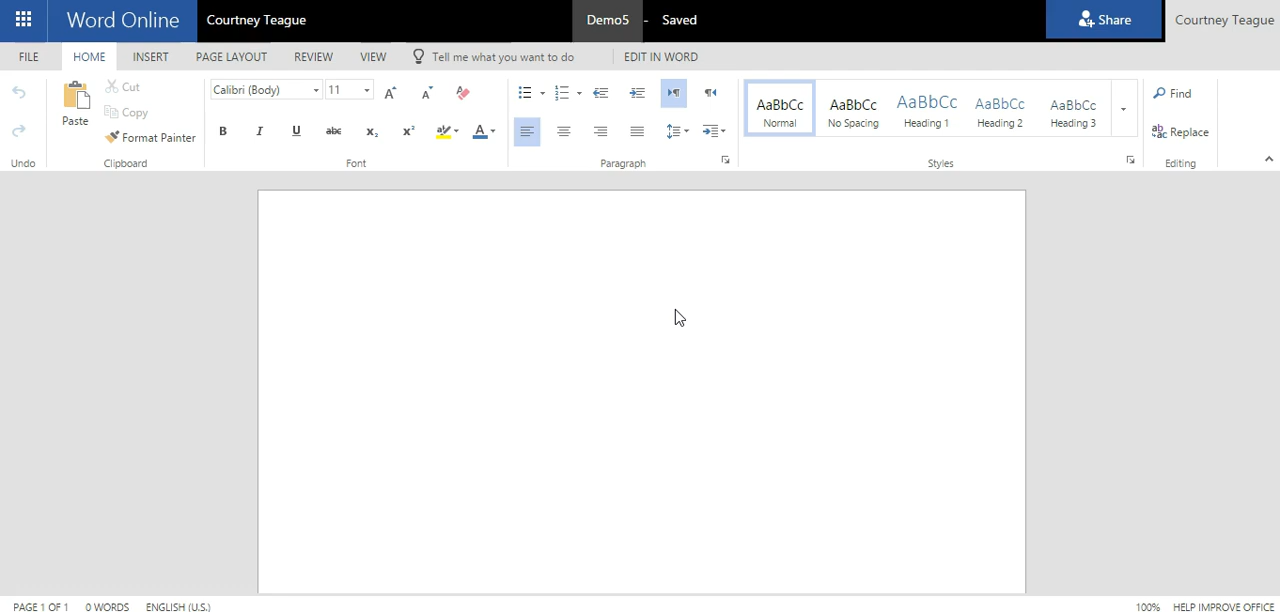 Word Online Courtney Teague Demo5 - Saved Share Courtney Teague
FILE HOME INSERT PAGE LAYOUT REVIEW VIEW Tell me what you want to do EDIT IN WORD
Paste Cut Copy Format Painter
Undo Clipboard
Calibri (Body) 11
B I U abc x₂ x² A
Font
Paragraph
AaBbCc Normal AaBbCc No Spacing AaBbCc Heading 1 AaBbCc Heading 2 AaBbCc Heading 3
Styles
Find
Replace
Editing
PAGE 1 OF 1 0 WORDS ENGLISH (U.S.) 100% HELP IMPROVE OFFICE